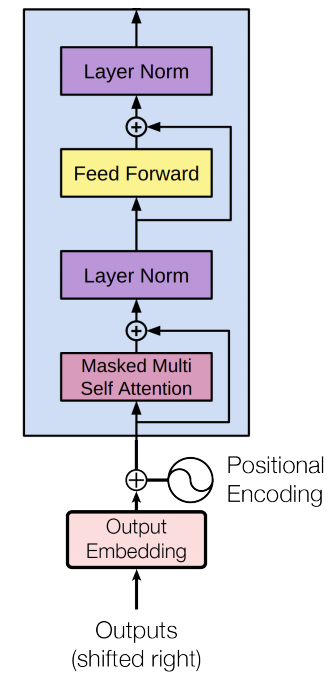 Layer Norm
+
Feed Forward
Layer Norm
+
Masked Multi
Self Attention
+
Positional
Encoding
Output
Embedding
Outputs
(shifted right)